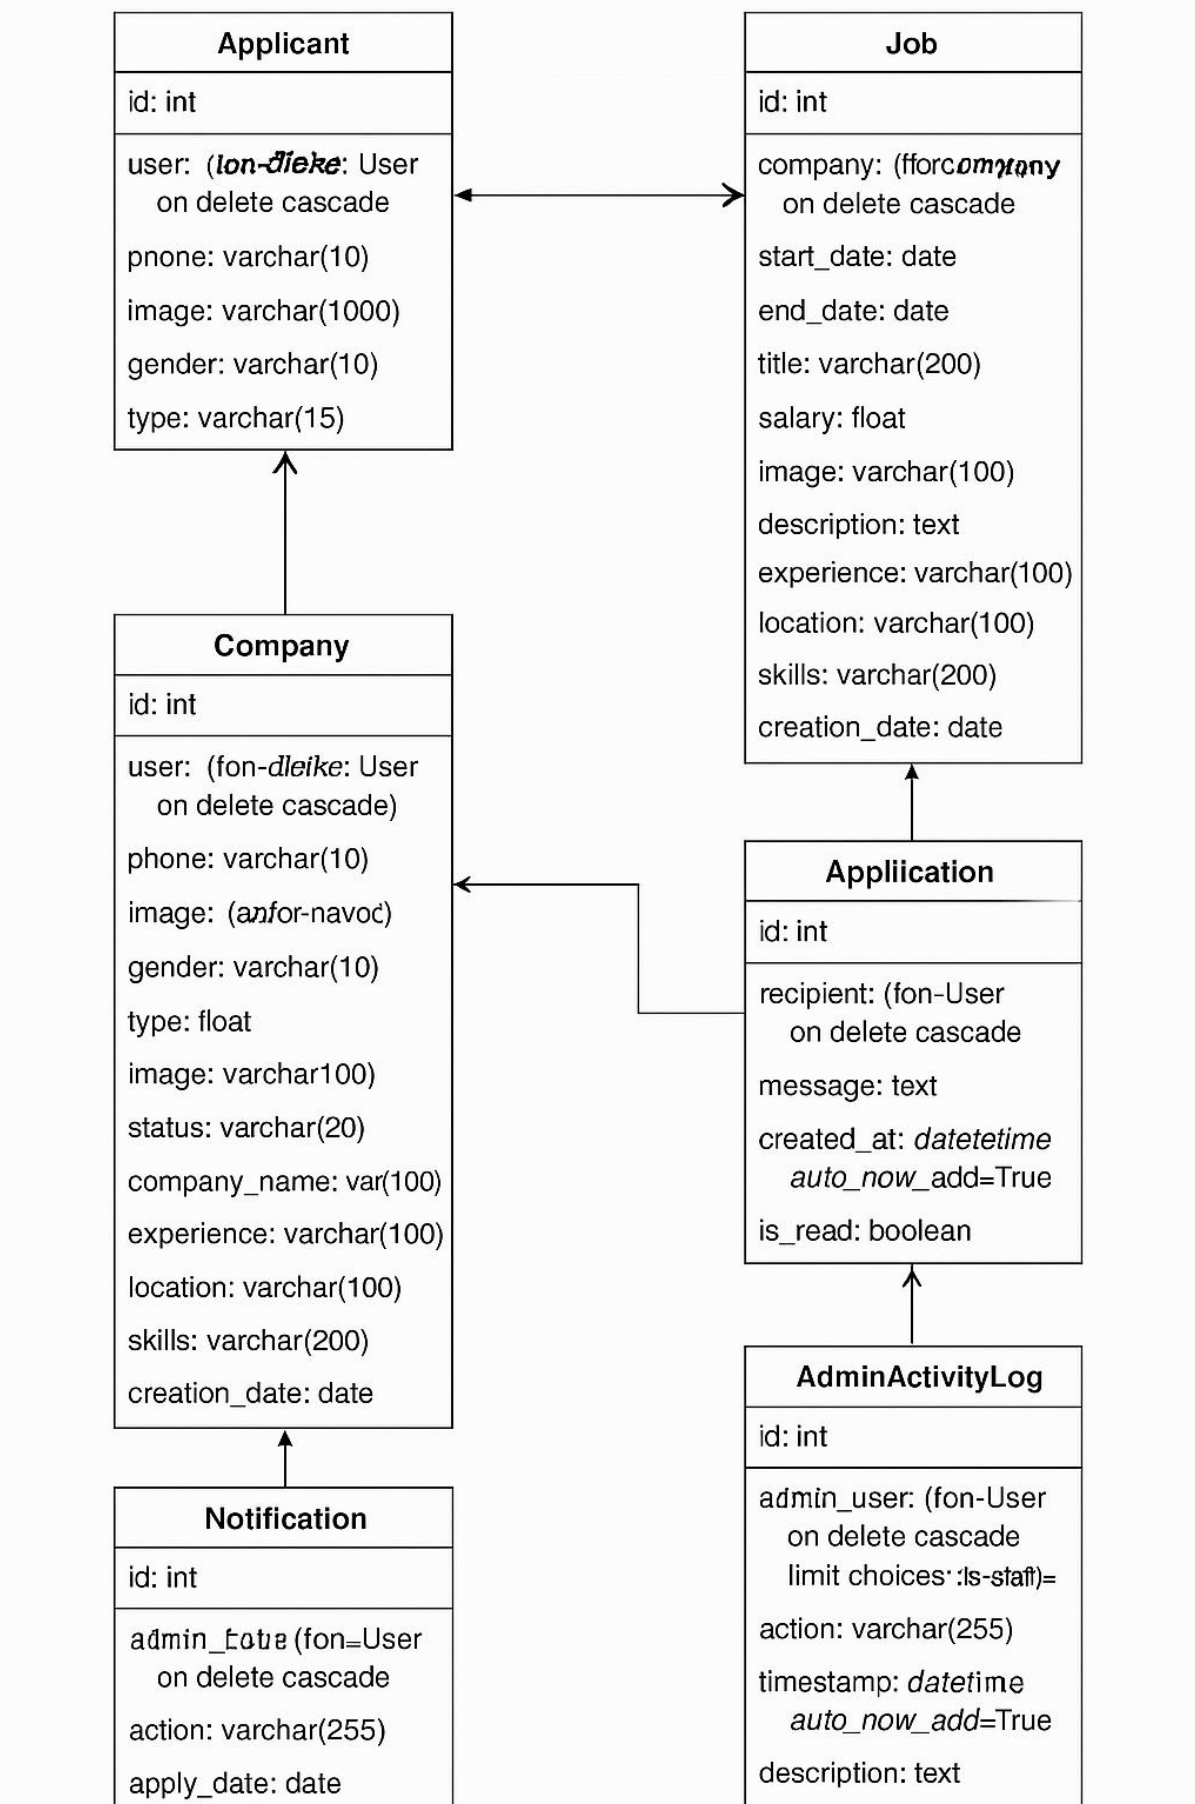 Applicant
id: int
user: : User
on delete cascade
pnone: varchar(10)
image: varchar(1000)
gender: varchar(10)
type: varchar(15)
Company
id: int
user: (fon-dleike: User
on delete cascade)
phone: varchar(10)
image: (anfor-navoc)
gender: varchar(10)
type: float
image: varchar100)
status: varchar(20)
company_name: var(100)
experience: varchar(100)
location: varchar(100)
skills: varchar(200)
creation_date: date
Notification
id: int
(fon=User
on delete cascade
action: varchar(255)
apply_date: date
Job
id: int
company:
on delete cascade
start_date: date
end_date: date
title: varchar(200)
salary: float
image: varchar(100)
description: text
experience: varchar(100)
location: varchar(100)
skills: varchar(200)
creation_date: date
Appliication
id: int
recipient: (fon-User
on delete cascade
message: text
created_at: datetetime
auto_now_add=True
is_read: boolean
AdminActivityLog
id: int
admin_user: (fon-User
on delete cascade
limit choices
action: varchar(255)
timestamp: datetime
auto_now_add=True
description: text